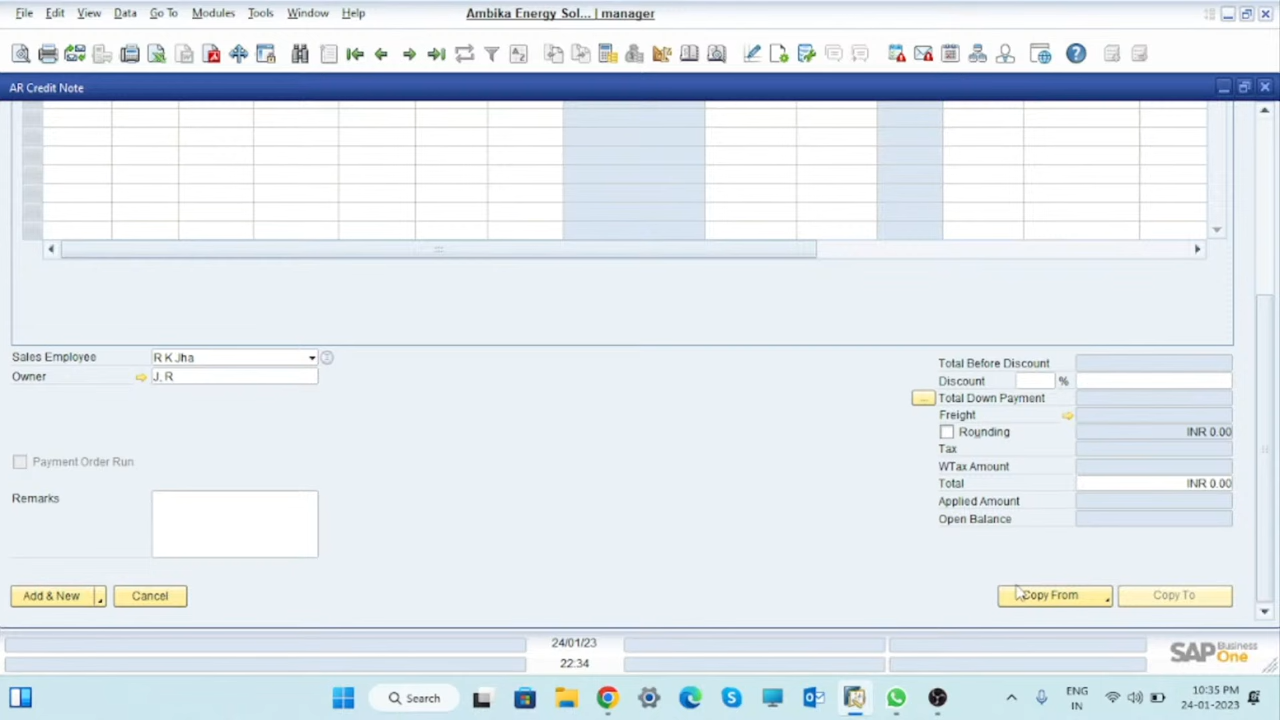 File Edit View Data Go To Modules Tools Window Help
Ambika Energy Sol... | manager
AR Credit Note
Sales Employee R K Jha
Owner J, R
Payment Order Run
Remarks
Total Before Discount
Discount %
... Total Down Payment
Freight
Rounding INR 0.00
Tax
WTax Amount
Total INR 0.00
Applied Amount
Open Balance
Add & New Cancel Copy From Copy To
24/01/23
22:34
SAP Business One
Search
ENG
IN
10:35 PM
24-01-2023